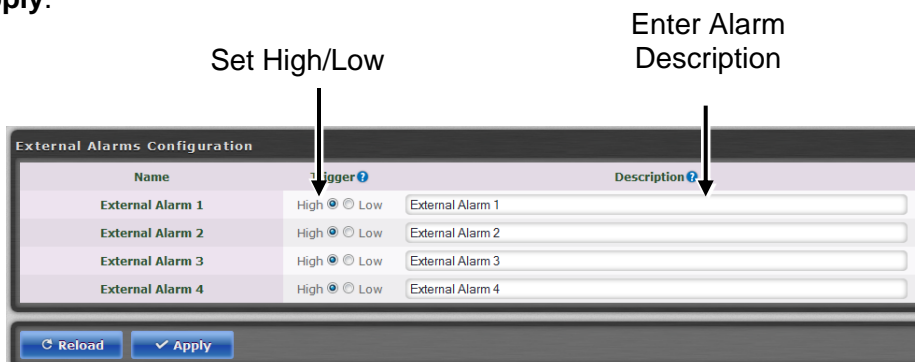 Apply.
Enter Alarm
Description
Set High/Low
External Alarms Configuration
Name Trigger Description
External Alarm 1 High Low External Alarm 1
External Alarm 2 High Low External Alarm 2
External Alarm 3 High Low External Alarm 3
External Alarm 4 High Low External Alarm 4
Reload Apply